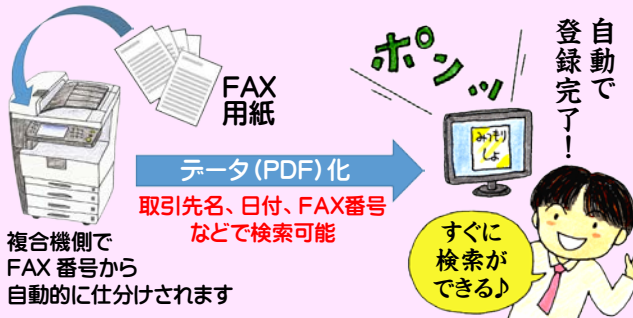 FAX
用紙
データ(PDF)化
取引先名、日付、FAX番号
などで検索可能
複合機側で
FAX 番号から
自動的に仕分けされます
ポンッ
みつもり
しょ
自動で
登録完了!
すぐに
検索が
できる♪